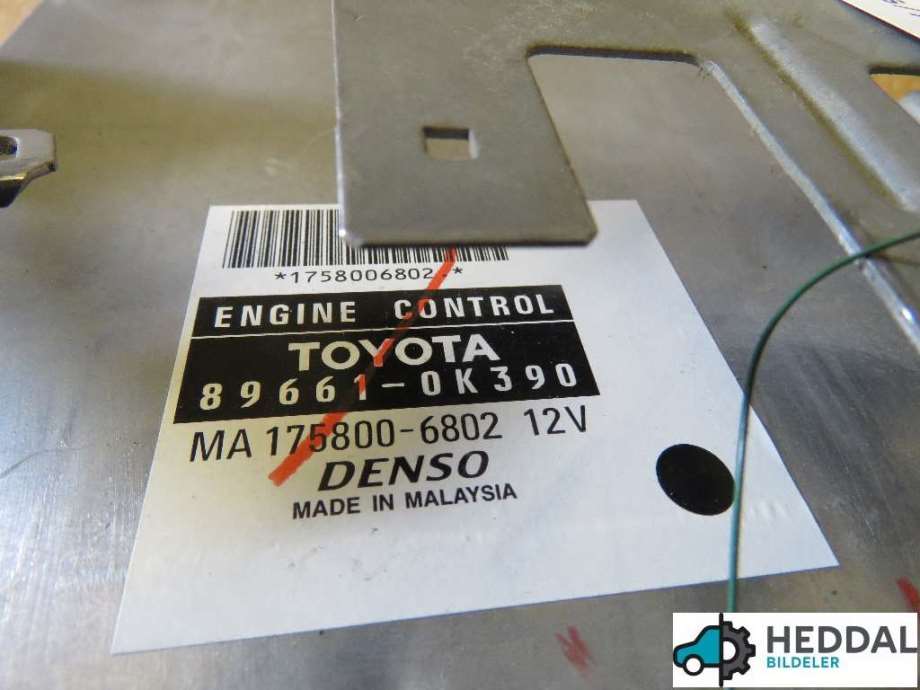 *1758006802.*
ENGINE CONTROL
TOYOTA
89661-0K390
MA 175800-6802 12V
DENSO
MADE IN MALAYSIA
HEDDAL
BILDELER